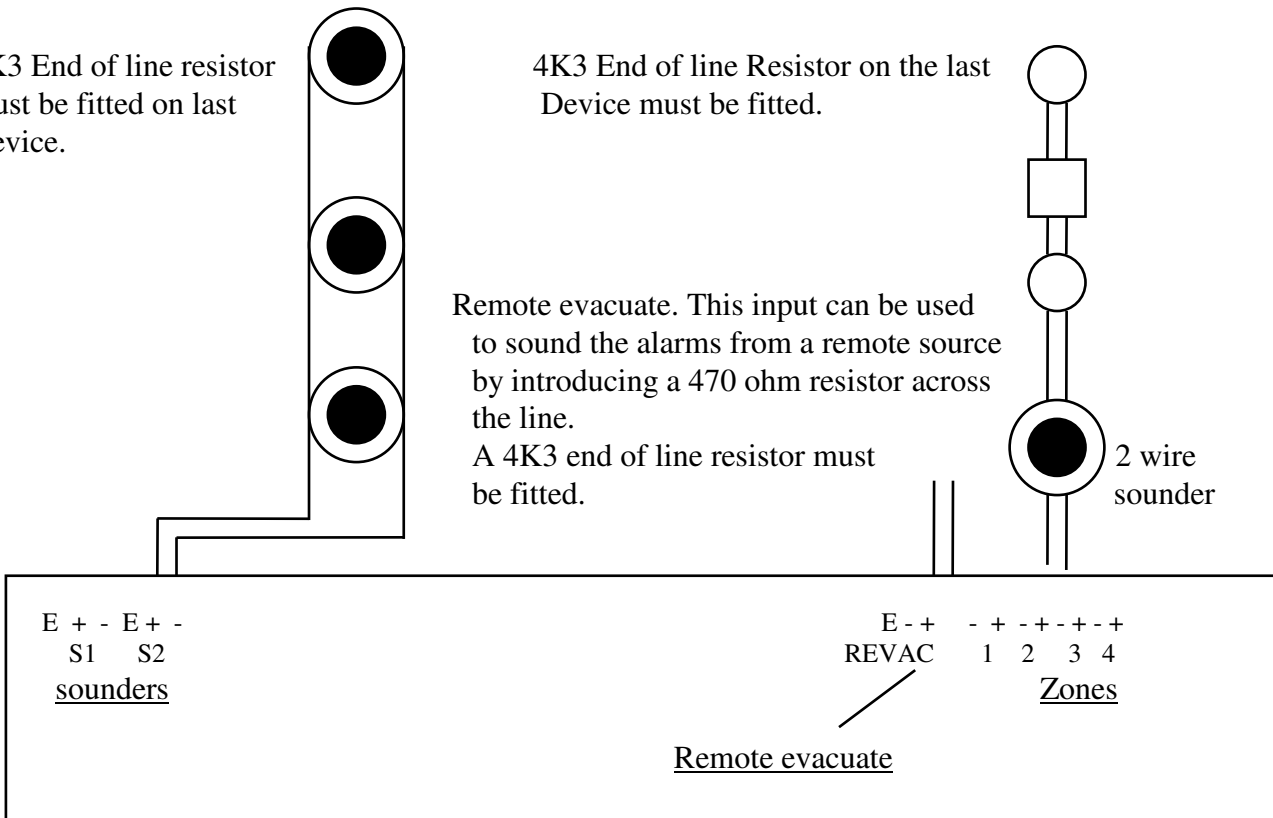 K3 End of line resistor
ust be fitted on last
evice.
4K3 End of line Resistor on the last
Device must be fitted.
Remote evacuate. This input can be used
to sound the alarms from a remote source
by introducing a 470 ohm resistor across
the line.
A 4K3 end of line resistor must
be fitted.
2 wire
sounder
E + - E + -
S1 S2
sounders
E - + - + - + - + - +
REVAC 1 2 3 4
Zones
Remote evacuate